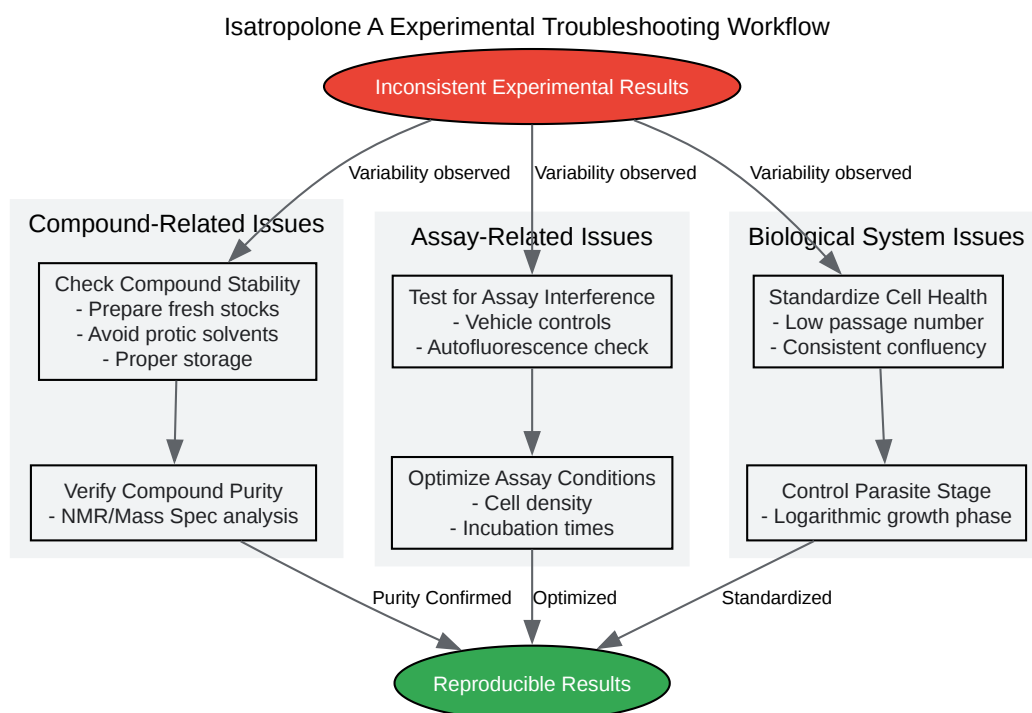 Isatropolone A Experimental Troubleshooting Workflow
Inconsistent Experimental Results
Variability observed
Variability observed
Variability observed
Compound-Related Issues
Check Compound Stability
- Prepare fresh stocks
- Avoid protic solvents
- Proper storage
Verify Compound Purity
- NMR/Mass Spec analysis
Assay-Related Issues
Test for Assay Interference
- Vehicle controls
- Autofluorescence check
Optimize Assay Conditions
- Cell density
- Incubation times
Biological System Issues
Standardize Cell Health
- Low passage number
- Consistent confluency
Control Parasite Stage
- Logarithmic growth phase
Purity Confirmed
Optimized
Standardized
Reproducible Results